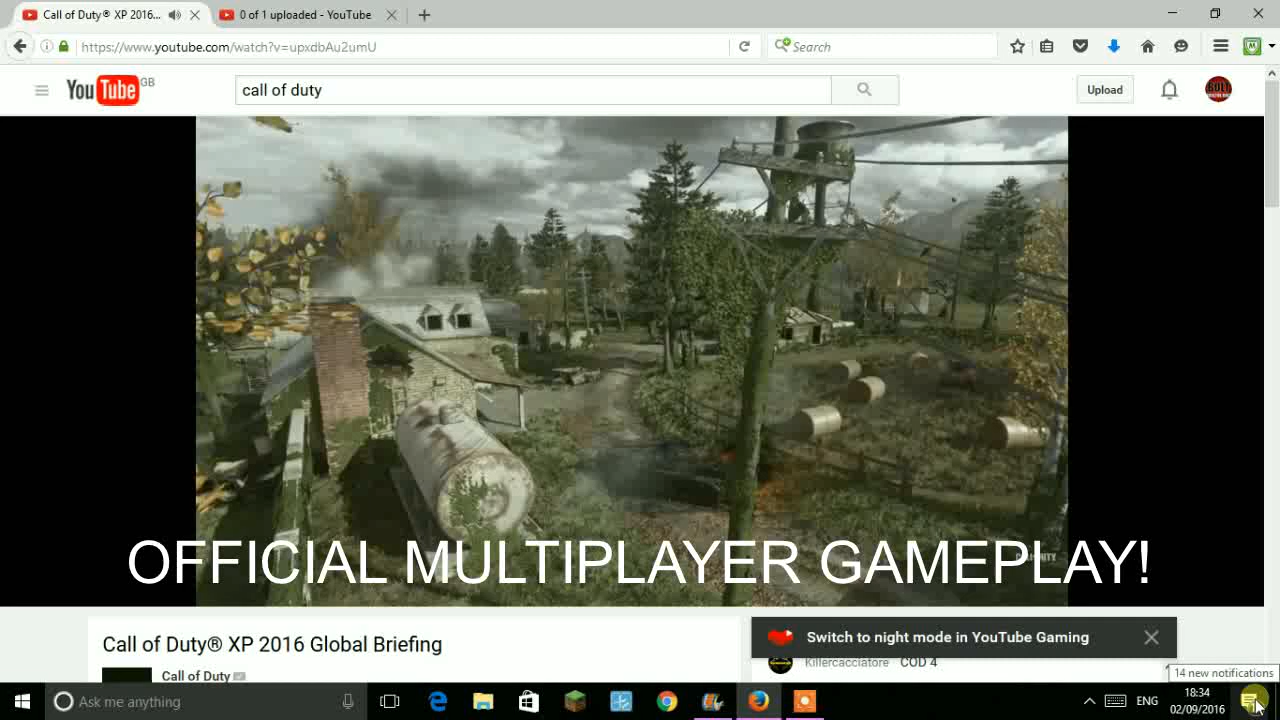 Call of Duty® XP 2016...
0 of 1 uploaded - YouTube
https://www.youtube.com/watch?v=upxdbAu2umU
Search
YouTube GB
call of duty
Upload
OFFICIAL MULTIPLAYER GAMEPLAY!
Call of Duty® XP 2016 Global Briefing
Call of Duty
Switch to night mode in YouTube Gaming
Killercacciatore COD 4
14 new notifications
Ask me anything
ENG
18:34
02/09/2016